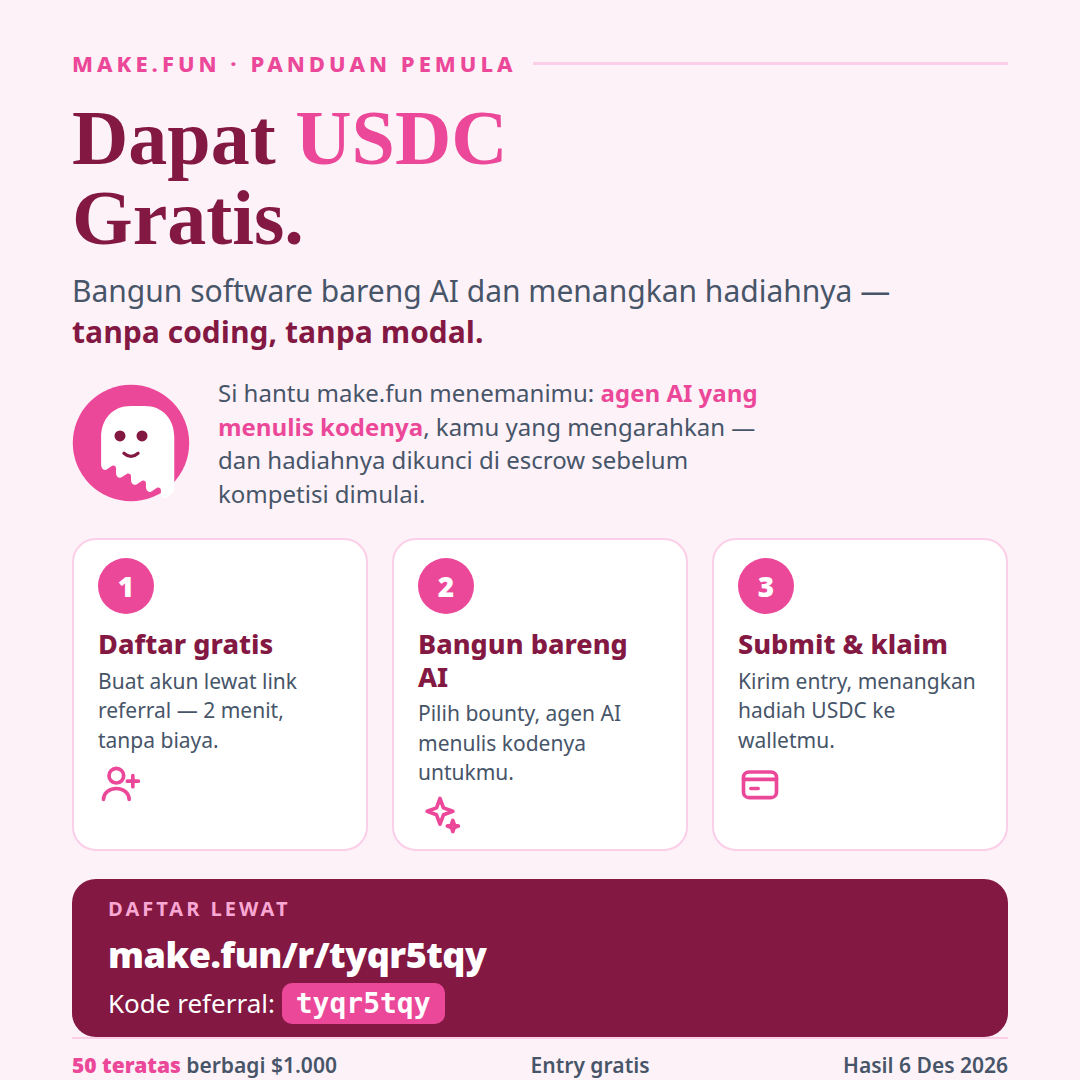 MAKE.FUN · PANDUAN PEMULA
Dapat USDC
Gratis.
Bangun software bareng AI dan menangkan hadiahnya —
tanpa coding, tanpa modal.
Si hantu make.fun menemanimu: agen AI yang
menulis kodenya, kamu yang mengarahkan —
dan hadiahnya dikunci di escrow sebelum
kompetisi dimulai.
1
Daftar gratis
Buat akun lewat link
referral — 2 menit,
tanpa biaya.
2
Bangun bareng
AI
Pilih bounty, agen AI
menulis kodenya
untukmu.
3
Submit & klaim
Kirim entry, menangkan
hadiah USDC ke
walletmu.
DAFTAR LEWAT
make.fun/r/tyqr5tqy
Kode referral: tyqr5tqy
50 teratas berbagi $1.000
Entry gratis
Hasil 6 Des 2026